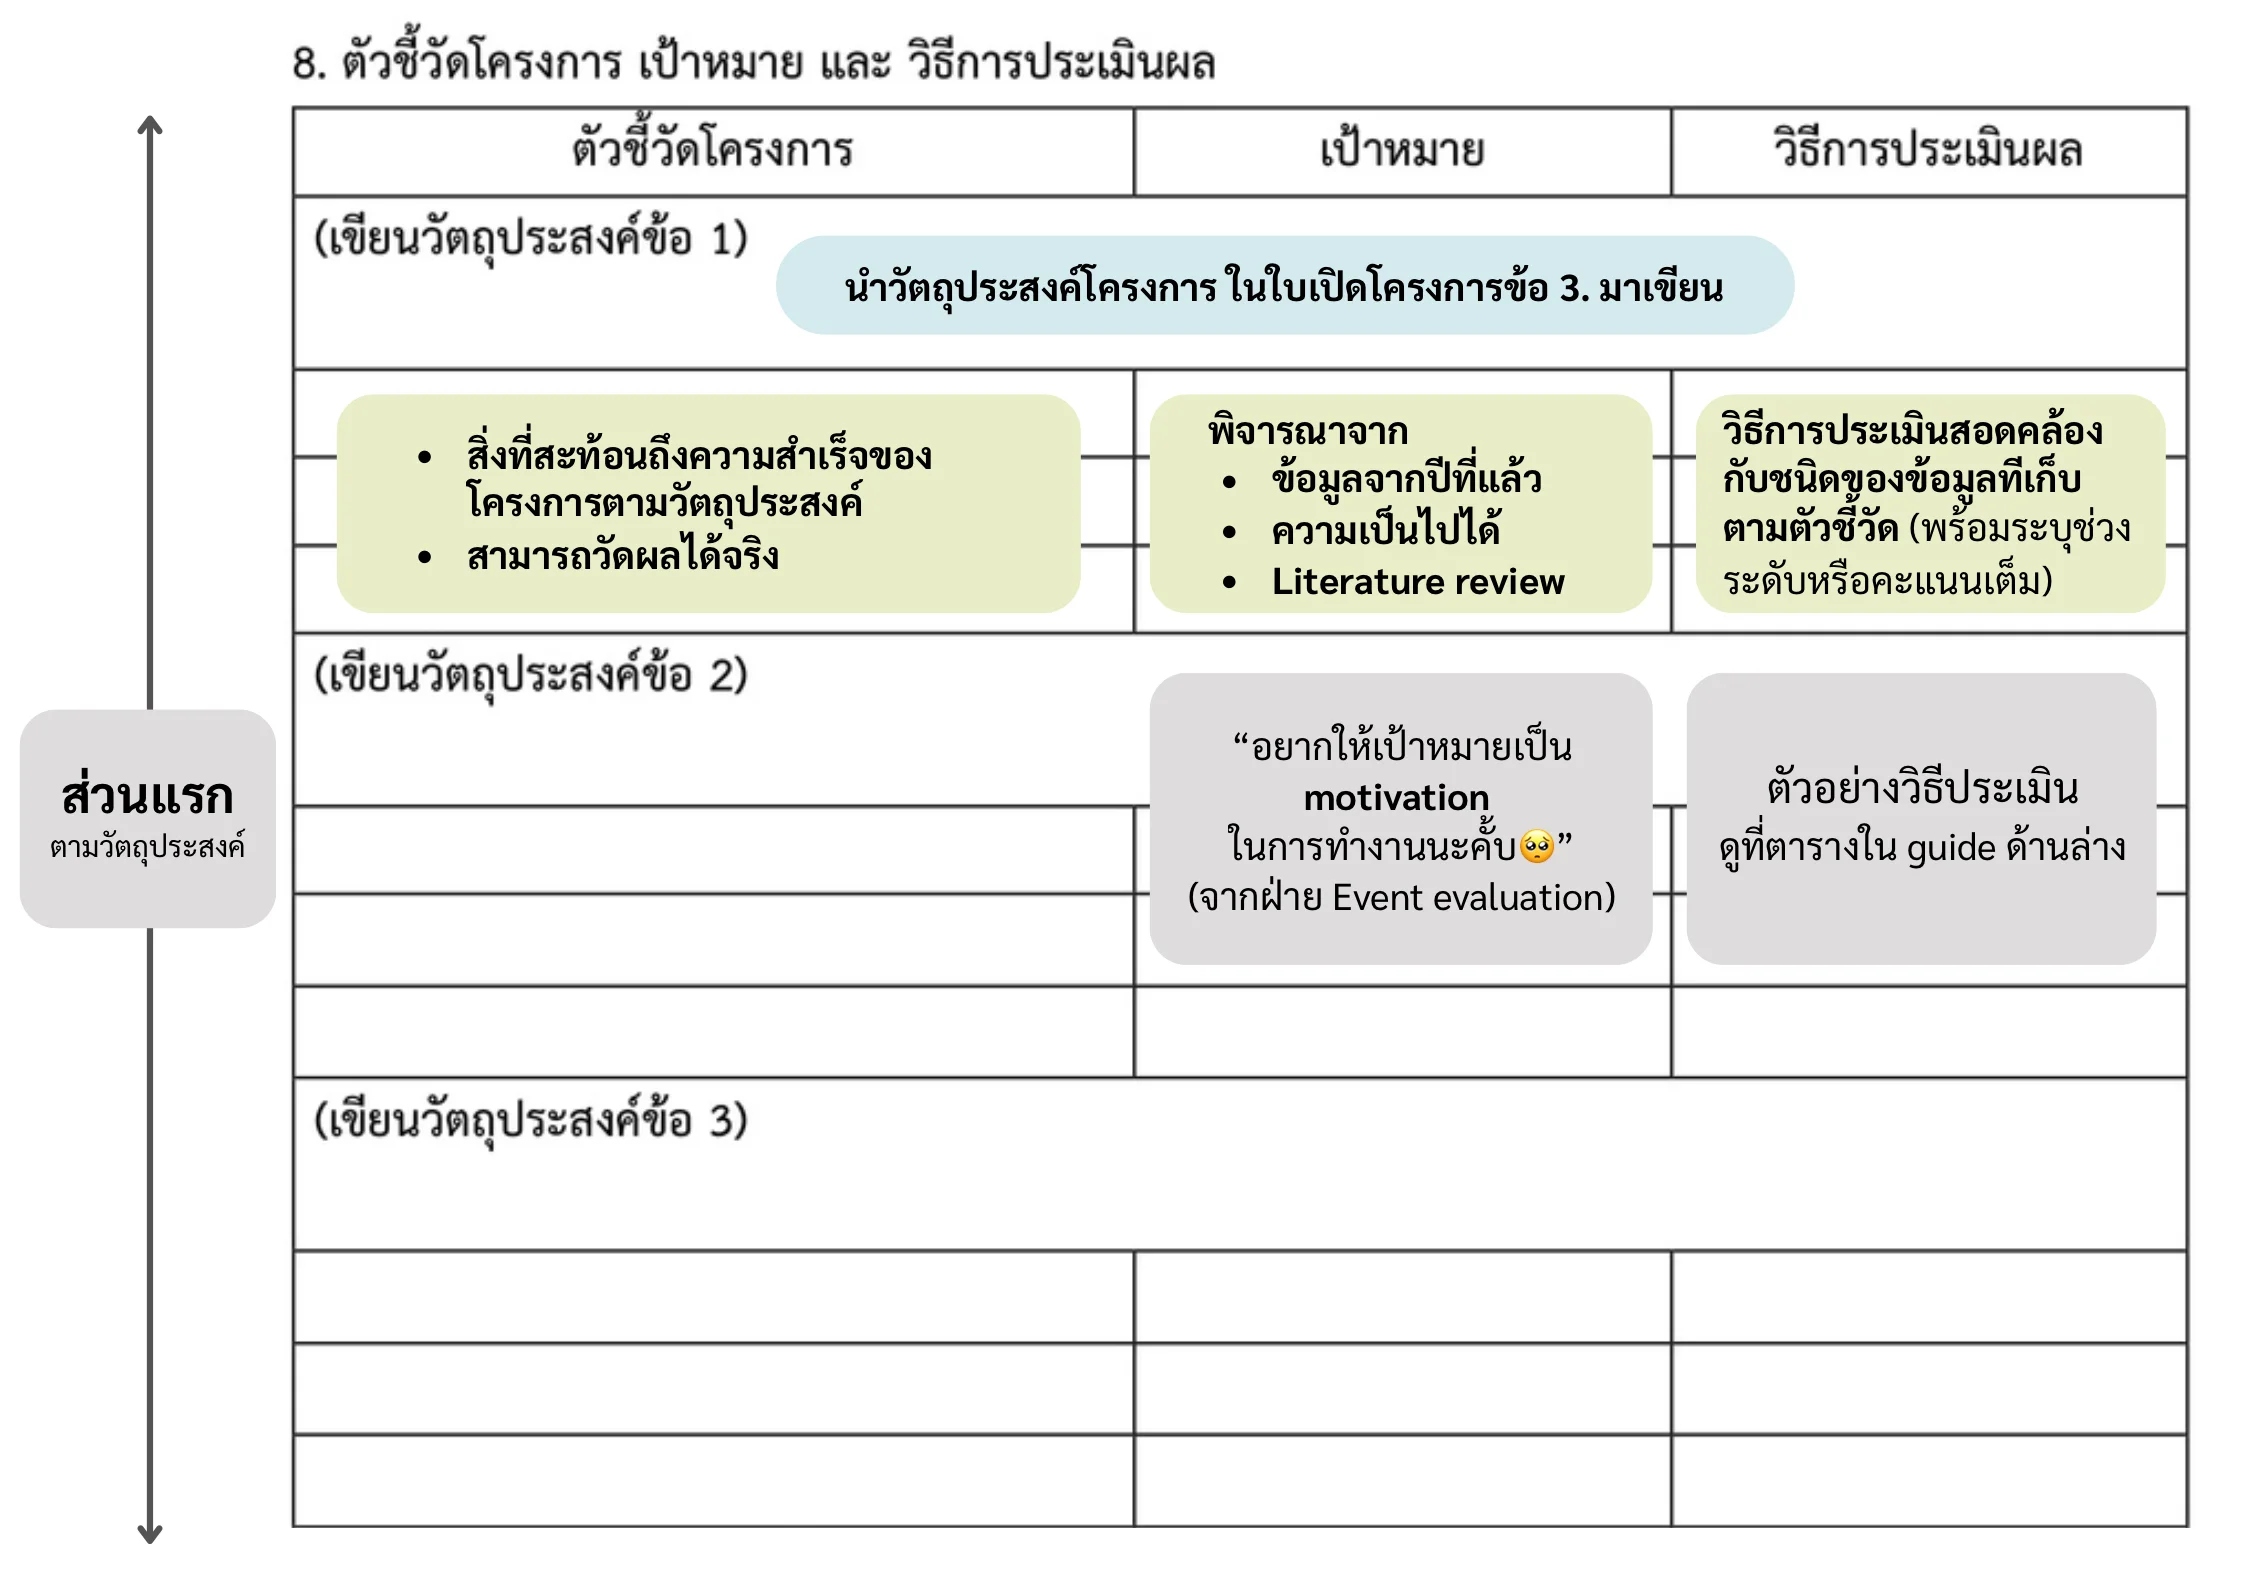 8. ตัวชี้วัดโครงการ เป้าหมาย และ วิธีการประเมินผล
ตัวชี้วัดโครงการ
เป้าหมาย
วิธีการประเมินผล
(เขียนวัตถุประสงค์ข้อ 1)
นำวัตถุประสงค์โครงการ ในใบเปิดโครงการข้อ 3. มาเขียน
• สิ่งที่สะท้อนถึงความสำเร็จของ
โครงการตามวัตถุประสงค์
• สามารถวัดผลได้จริง
พิจารณาจาก
• ข้อมูลจากปีที่แล้ว
• ความเป็นไปได้
• Literature review
วิธีการประเมินสอดคล้อง
กับชนิดของข้อมูลทีเก็บ
ตามตัวชี้วัด (พร้อมระบุช่วง
ระดับหรือคะแนนเต็ม)
(เขียนวัตถุประสงค์ข้อ 2)
“อยากให้เป้าหมายเป็น
motivation
ในการทำงานนะคั้บ🥺”
(จากฝ่าย Event evaluation)
ตัวอย่างวิธีประเมิน
ดูที่ตารางใน guide ด้านล่าง
ส่วนแรก
ตามวัตถุประสงค์
(เขียนวัตถุประสงค์ข้อ 3)